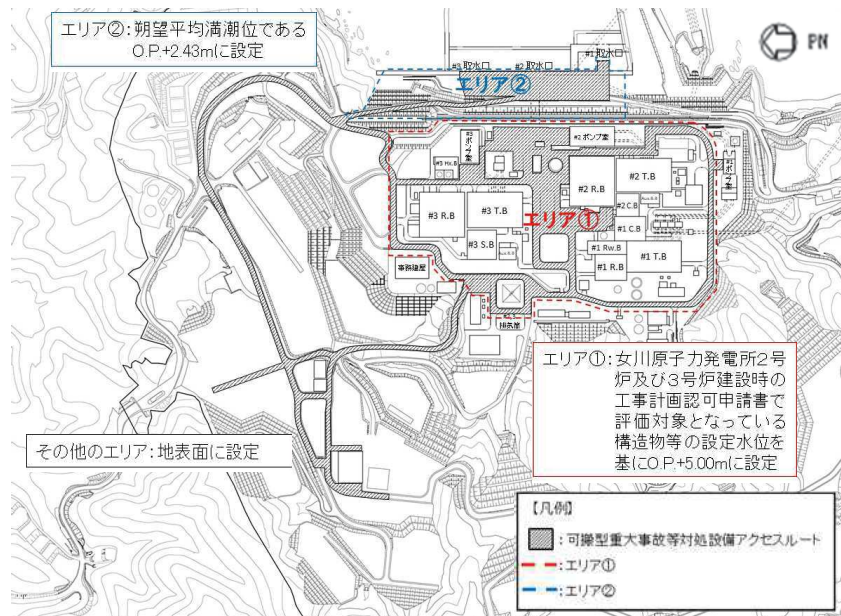 エリア②:朔望平均満潮位である
O.P.+2.43mに設定
PN
#1 取水口
#3 取水口
#2 取水口
エリア②
#3
ポンプ室
#2 ポンプ室
#1
ポンプ室
#3 Hx.B
#2 R.B
#2 T.B
#3 R.B
#3 T.B
エリア①
#2 C.B
#1 C.B
#3 S.B
#1 Rw.B
#1 T.B
#1 R.B
事務建屋
排気筒
エリア①:女川原子力発電所2号
炉及び3号炉建設時の
工事計画認可申請書で
評価対象となっている
構造物等の設定水位を
基にO.P.+5.00mに設定
その他のエリア:地表面に設定
【凡例】
:可搬型重大事故等対処設備アクセスルート
:エリア①
:エリア②